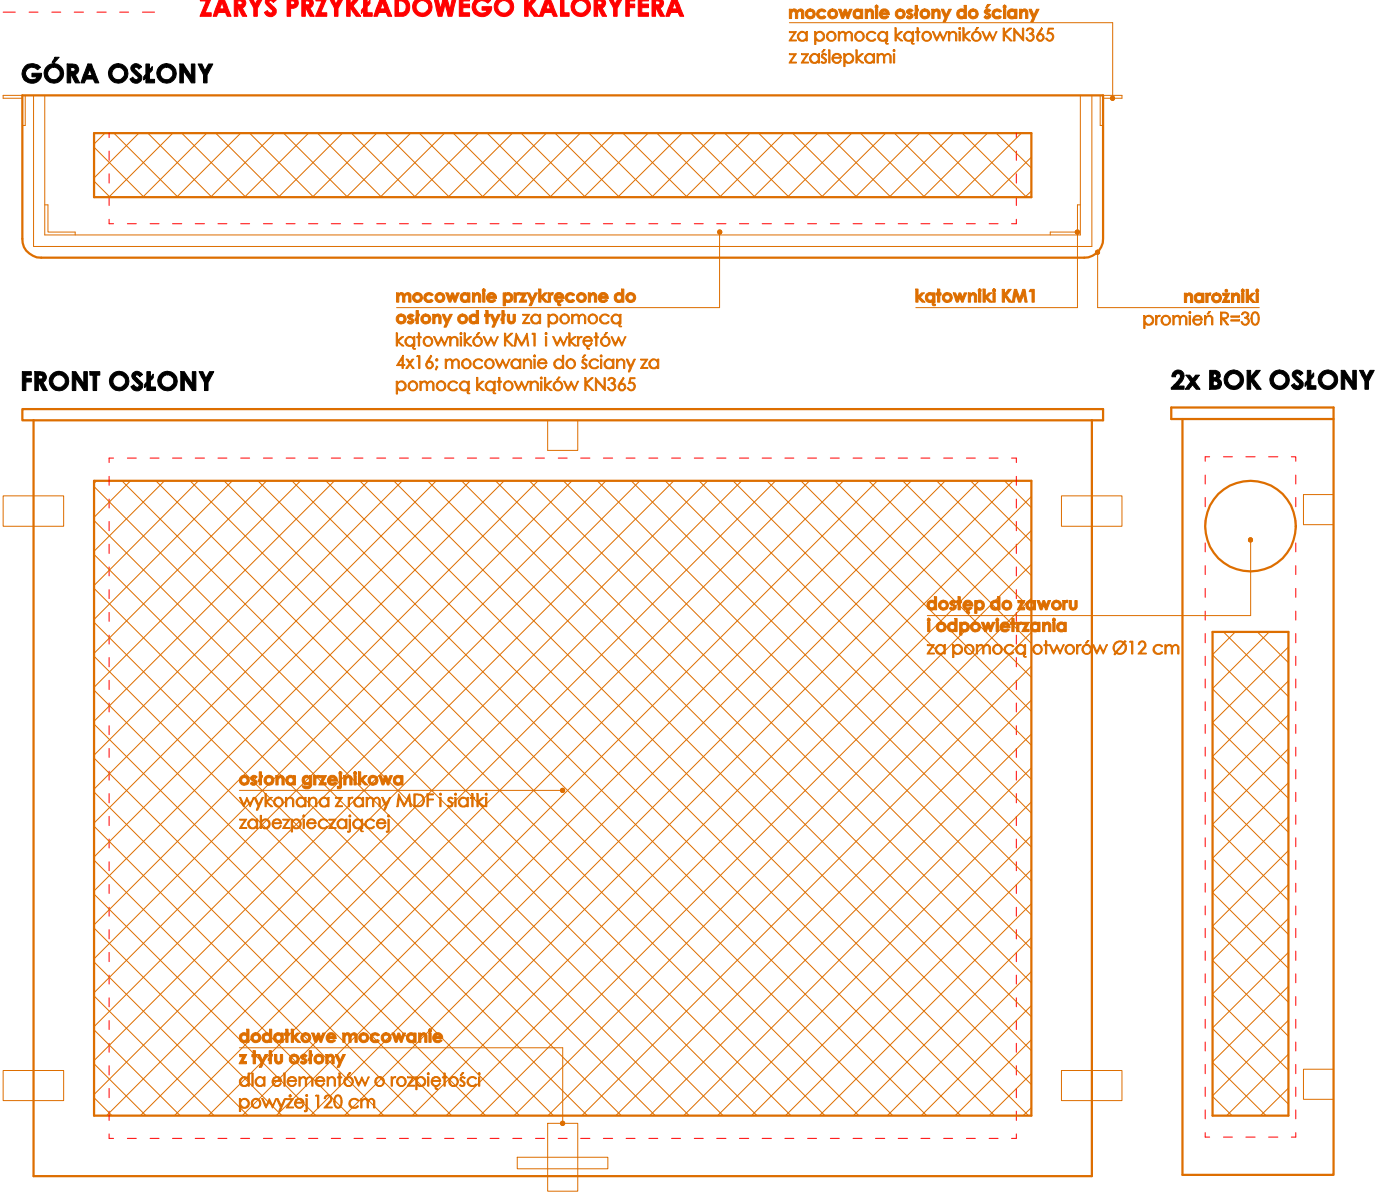 ZARYS PRZYKŁADOWEGO KALORYFERA
mocowanie osłony do ściany
za pomocą kątowników KN365
z zaślepkami
GÓRA OSŁONY
mocowanie przykręcone do
osłony od tyłu za pomocą
kątowników KM1 i wkrętów
4x16; mocowanie do ściany za
pomocą kątowników KN365
kątowniki KM1
narożniki
promień R=30
FRONT OSŁONY
2x BOK OSŁONY
dostęp do zaworu
i odpowietrzania
za pomocą otworów Ø12 cm
osłona grzejnikowa
wykonana z ramy MDF i siatki
zabezpieczającej
dodatkowe mocowanie
z tyłu osłony
dla elementów o rozpiętości
powyżej 120 cm